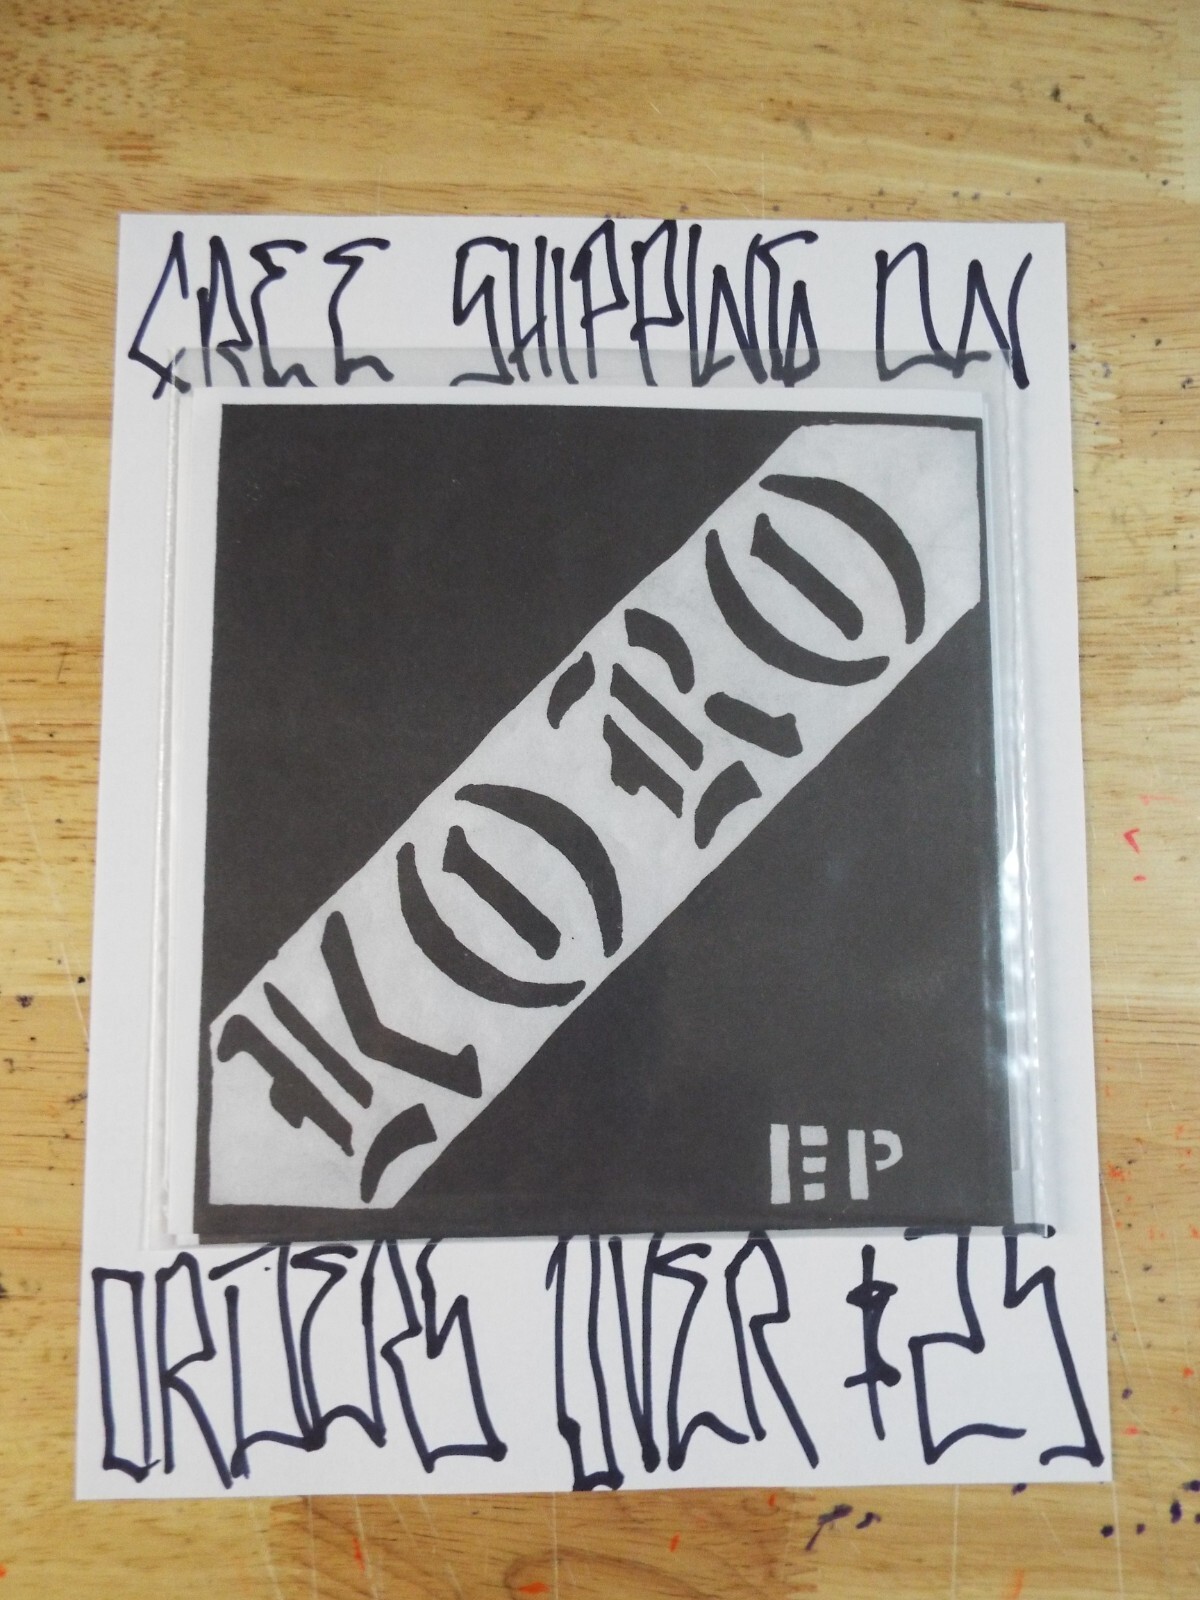 FREE SHIPPING ON
KORO
EP
ORDERS OVER $25